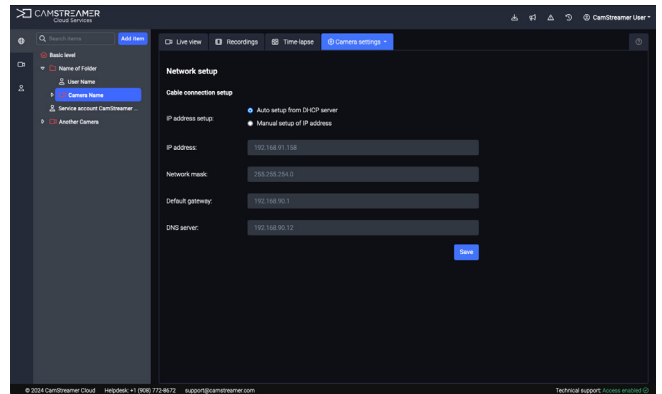 CAMSTREAMER
Cloud Services
CamStreamer User
Search items
Add item
Live view
Recordings
Time-lapse
Camera settings
Basic level
Name of Folder
User Name
Camera Name
Service account CamStreamer ...
Another Camera
Network setup
Cable connection setup
IP address setup:
Auto setup from DHCP server
Manual setup of IP address
IP address:
192.168.91.138
Network mask:
255.255.254.0
Default gateway:
192.168.90.1
DNS server:
192.168.90.12
Save
© 2024 CamStreamer Cloud Helpdesk: +1 (908) 772-8672 support@camstreamer.com
Technical support: Access enabled